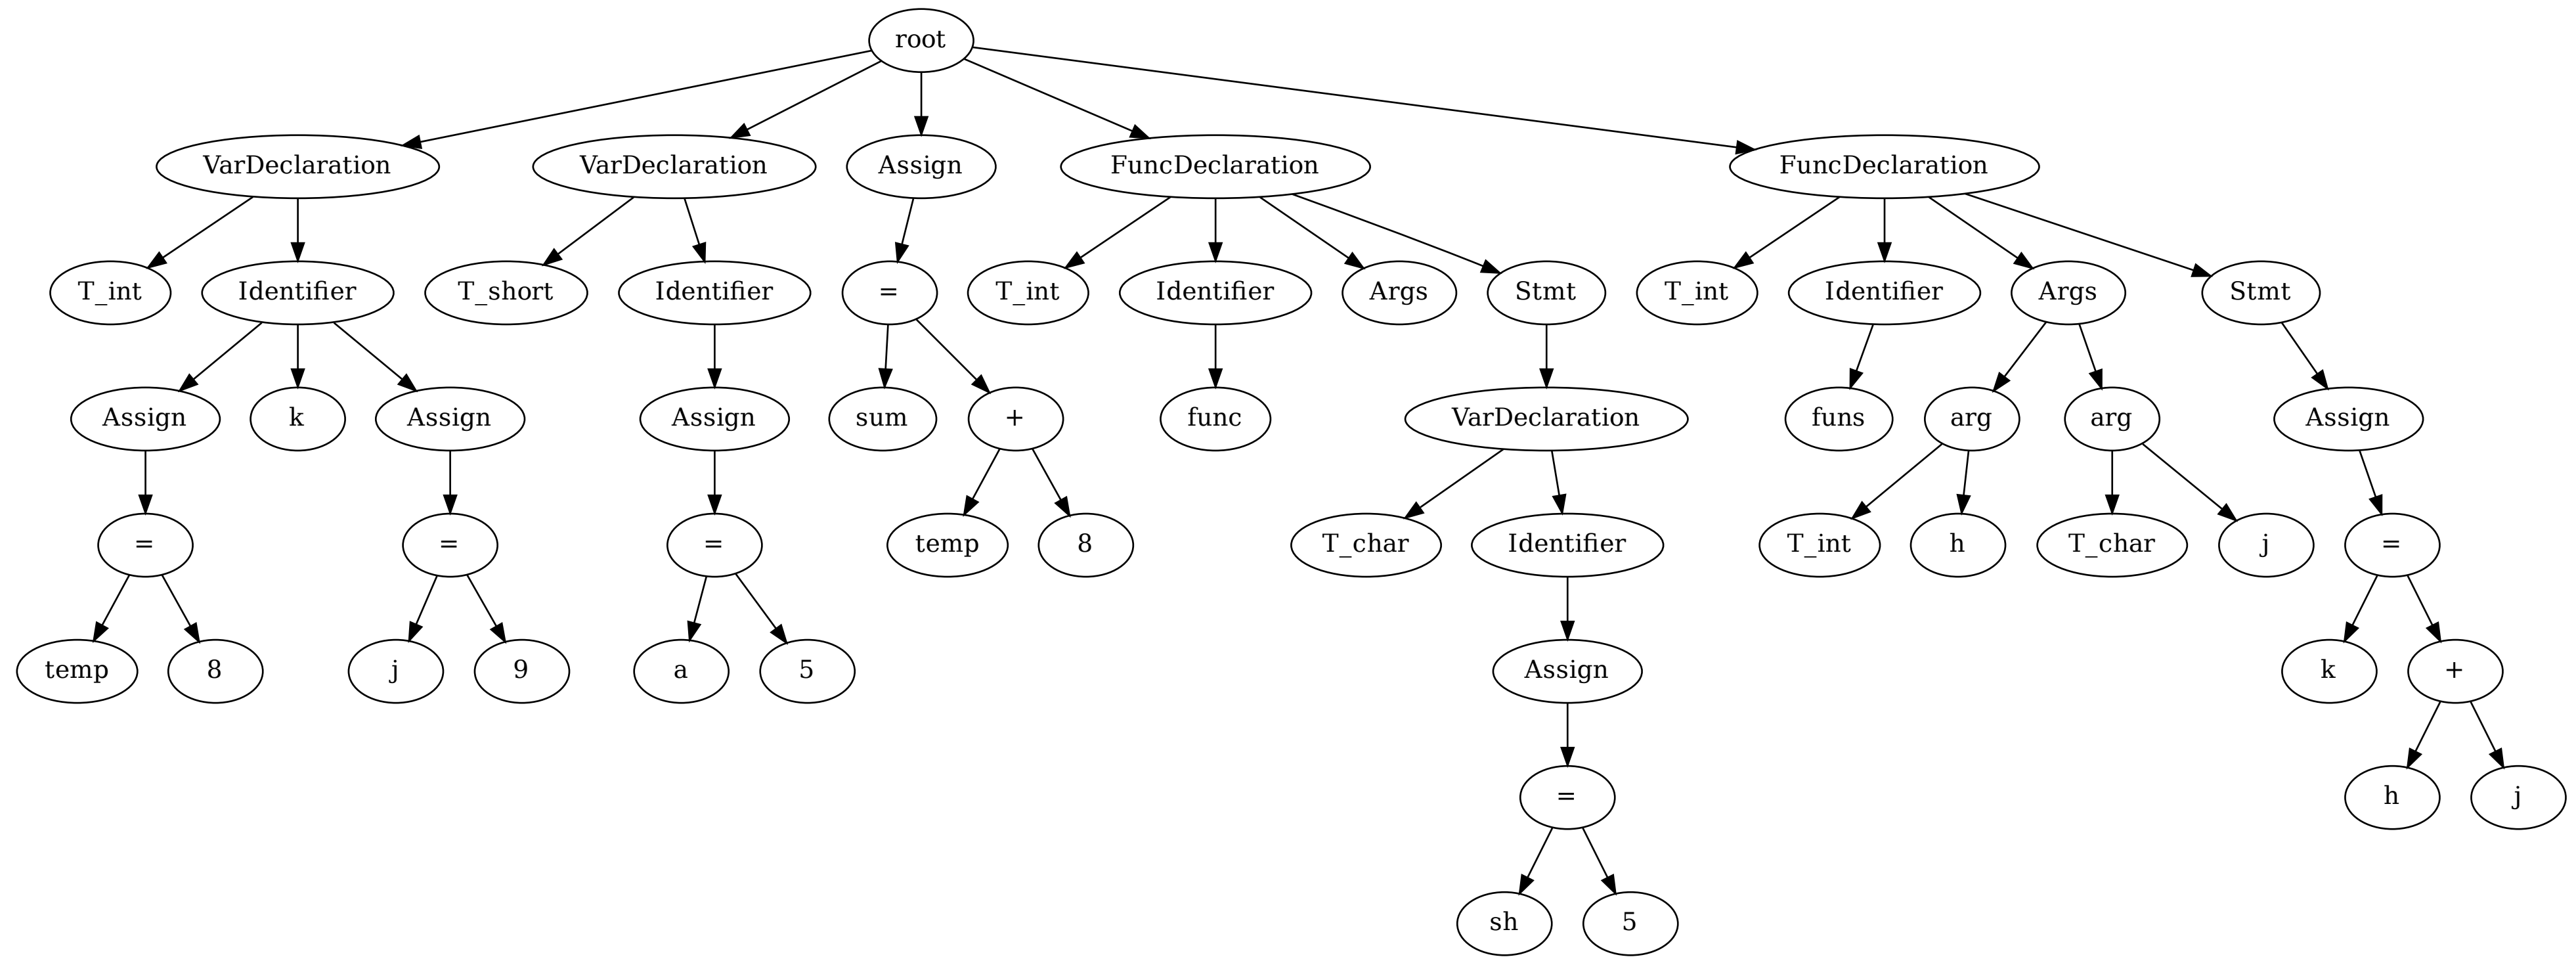 root
VarDeclaration VarDeclaration Assign FuncDeclaration FuncDeclaration
T_int Identifier T_short Identifier = T_int Identifier Args Stmt T_int Identifier Args Stmt
Assign k Assign Assign sum + func VarDeclaration funs arg arg Assign
= = = temp 8 T_char Identifier T_int h T_char j =
temp 8 j 9 a 5 Assign k +
= h j
sh 5